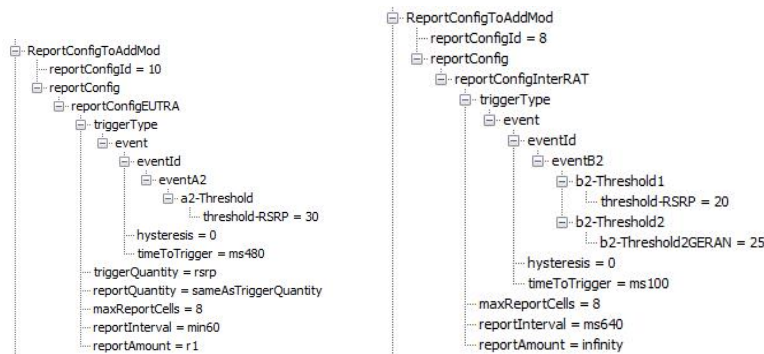 ReportConfigToAddMod
reportConfigId = 10
reportConfig
reportConfigEUTRA
triggerType
event
eventId
eventA2
a2-Threshold
threshold-RSRP = 30
hysteresis = 0
timeToTrigger = ms480
triggerQuantity = rsrp
reportQuantity = sameAsTriggerQuantity
maxReportCells = 8
reportInterval = min60
reportAmount = r1
ReportConfigToAddMod
reportConfigId = 8
reportConfig
reportConfigInterRAT
triggerType
event
eventId
eventB2
b2-Threshold1
threshold-RSRP = 20
b2-Threshold2
b2-Threshold2GERAN = 25
hysteresis = 0
timeToTrigger = ms100
maxReportCells = 8
reportInterval = ms640
reportAmount = infinity